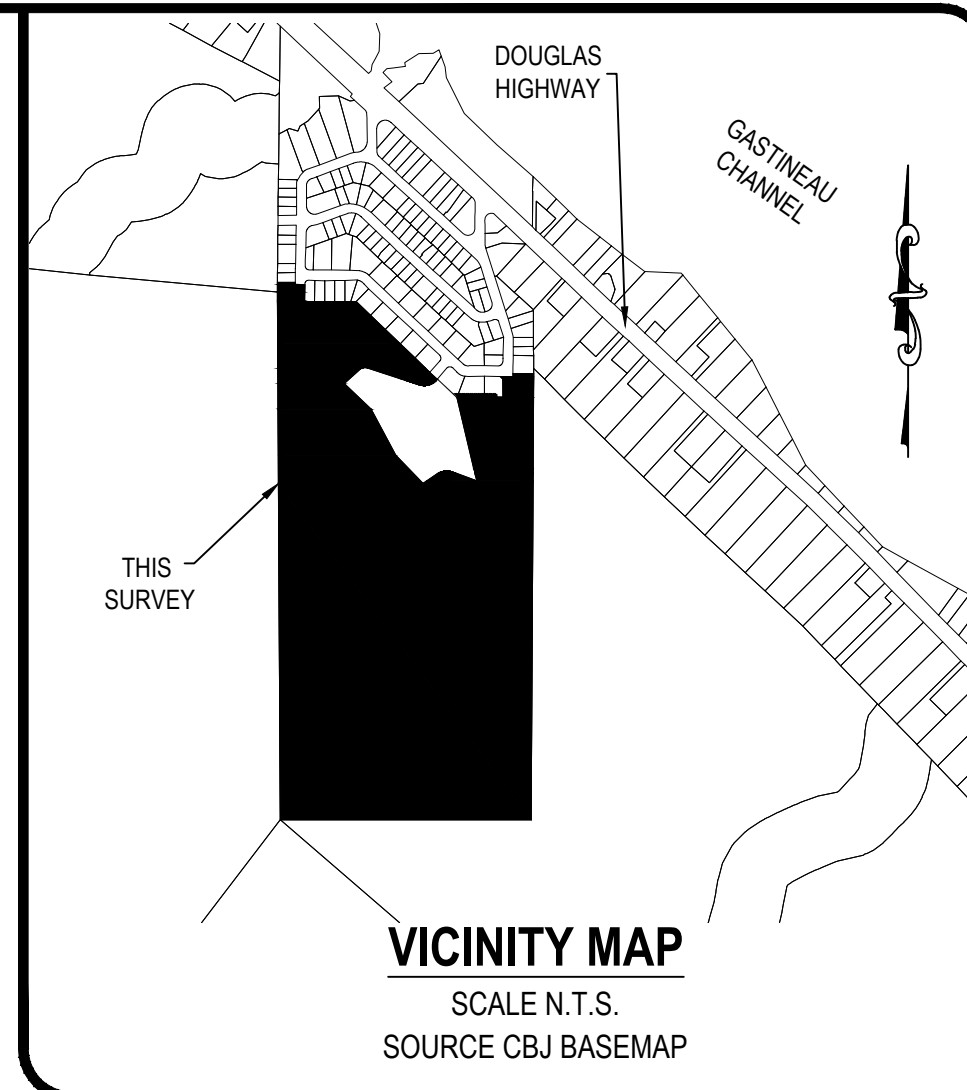 DOUGLAS
HIGHWAY
GASTINEAU
CHANNEL
THIS
SURVEY
VICINITY MAP
SCALE N.T.S.
SOURCE CBJ BASEMAP